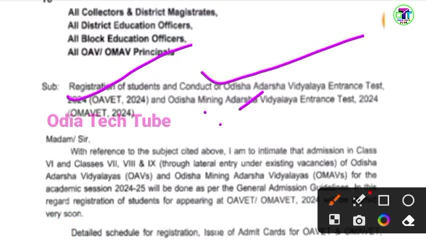 All Collectors & District Magistrates,
All District Education Officers,
All Block Education Officers,
All OAV/ OMAV Principals
Sub: Registration of students and Conduct of Odisha Adarsha Vidyalaya Entrance Test,
2024 (OAVET, 2024) and Odisha Mining Adarsha Vidyalaya Entrance Test, 2024
(OMAVET, 2024).
Odia Tech Tube
Madam/ Sir,
With reference to the subject cited above, I am to intimate that admission in Class
VI and Classes VII, VIII & IX (through lateral entry under existing vacancies) of Odisha
Adarsha Vidyalayas (OAVs) and Odisha Mining Adarsha Vidyalayas (OMAVs) for the
academic session 2024-25 will be done as per the General Admission Guidelines. In this
regard registration of students for appearing at OAVET/ OMAVET, 2024
very soon.
Detailed schedule for registration, Issue of Admit Cards for OAVET &